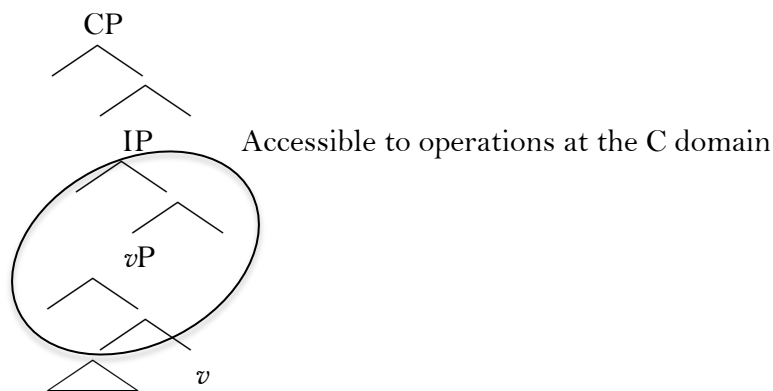 CP
IP Accessible to operations at the C domain
vP
v